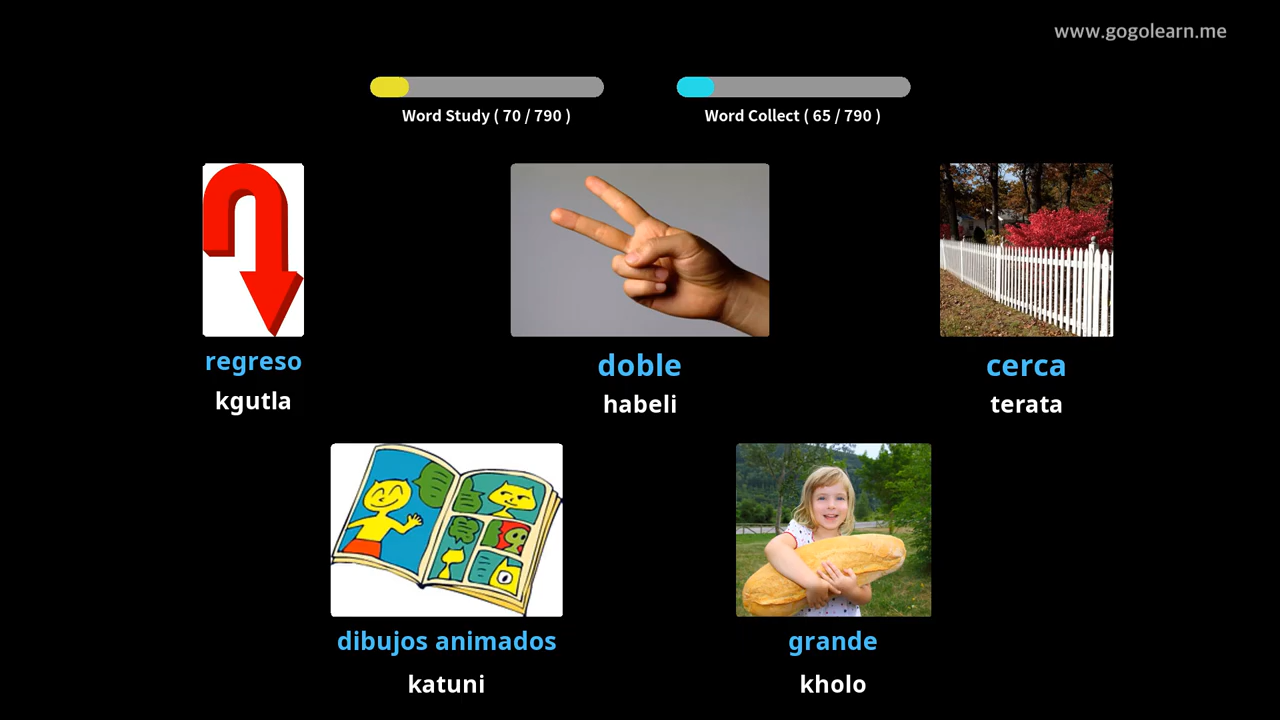 www.gogolearn.me
Word Study ( 70 / 790 )
Word Collect ( 65 / 790 )
regreso
kgutla
doble
habeli
cerca
terata
dibujos animados
katuni
grande
kholo